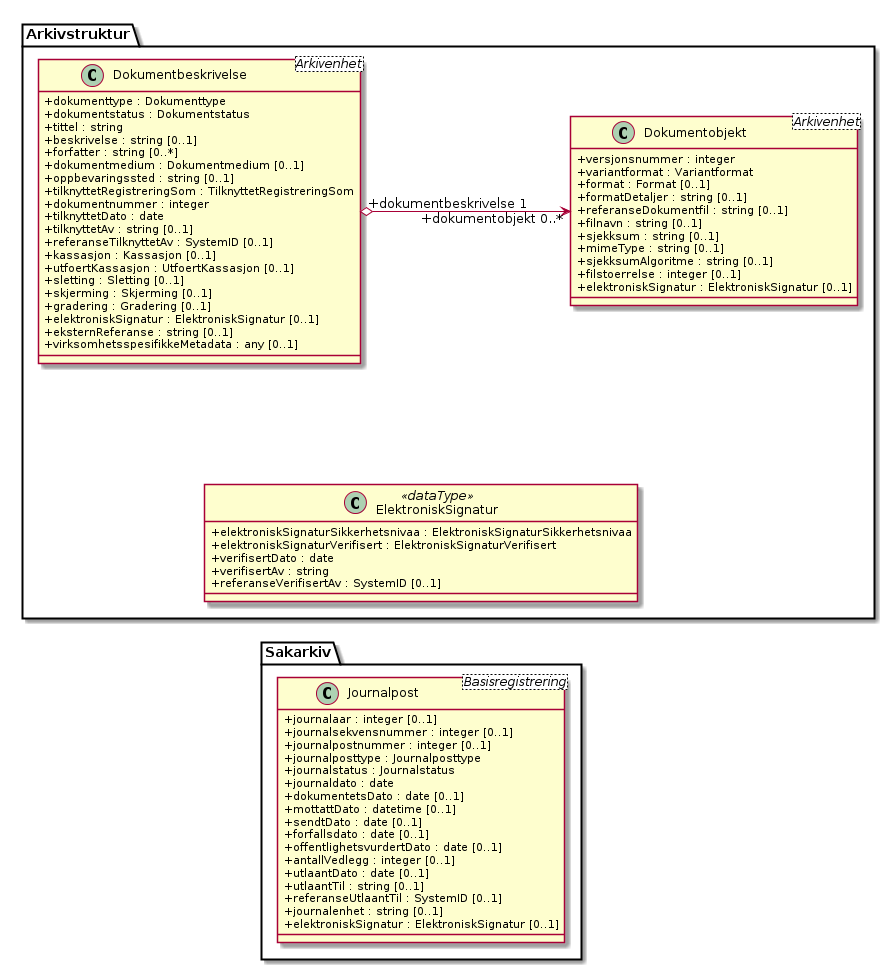 Arkivstruktur
Arkivenhet
C Dokumentbeskrivelse
+dokumenttype : Dokumenttype
+dokumentstatus : Dokumentstatus
+tittel : string
+beskrivelse : string [0..1]
+forfatter : string [0..*]
+dokumentmedium : Dokumentmedium [0..1]
+oppbevaringssted : string [0..1]
+tilknyttetRegistreringSom : TilknyttetRegistreringSom
+dokumentnummer : integer
+tilknyttetDato : date
+tilknyttetAv : string [0..1]
+referanseTilknyttetAv : SystemID [0..1]
+kassasjon : Kassasjon [0..1]
+utfoertKassasjon : UtfoertKassasjon [0..1]
+sletting : Sletting [0..1]
+skjerming : Skjerming [0..1]
+gradering : Gradering [0..1]
+elektroniskSignatur : ElektroniskSignatur [0..1]
+eksternReferanse : string [0..1]
+virksomhetsspesifikkeMetadata : any [0..1]
+dokumentbeskrivelse 1
+dokumentobjekt 0..*
Arkivenhet
C Dokumentobjekt
+versjonsnummer : integer
+variantformat : Variantformat
+format : Format [0..1]
+formatDetaljer : string [0..1]
+referanseDokumentfil : string [0..1]
+filnavn : string [0..1]
+sjekksum : string [0..1]
+mimeType : string [0..1]
+sjekksumAlgoritme : string [0..1]
+filstoerrelse : integer [0..1]
+elektroniskSignatur : ElektroniskSignatur [0..1]
«dataType»
C ElektroniskSignatur
+elektroniskSignaturSikkerhetsnivaa : ElektroniskSignaturSikkerhetsnivaa
+elektroniskSignaturVerifisert : ElektroniskSignaturVerifisert
+verifisertDato : date
+verifisertAv : string
+referanseVerifisertAv : SystemID [0..1]
Sakarkiv
Basisregistrering
C Journalpost
+journalaar : integer [0..1]
+journalsekvensnummer : integer [0..1]
+journalpostnummer : integer [0..1]
+journalposttype : Journalposttype
+journalstatus : Journalstatus
+journaldato : date
+dokumentetsDato : date [0..1]
+mottattDato : datetime [0..1]
+sendtDato : date [0..1]
+forfallsdato : date [0..1]
+offentlighetsvurdertDato : date [0..1]
+antallVedlegg : integer [0..1]
+utlaantDato : date [0..1]
+utlaantTil : string [0..1]
+referanseUtlaantTil : SystemID [0..1]
+journalenhet : string [0..1]
+elektroniskSignatur : ElektroniskSignatur [0..1]